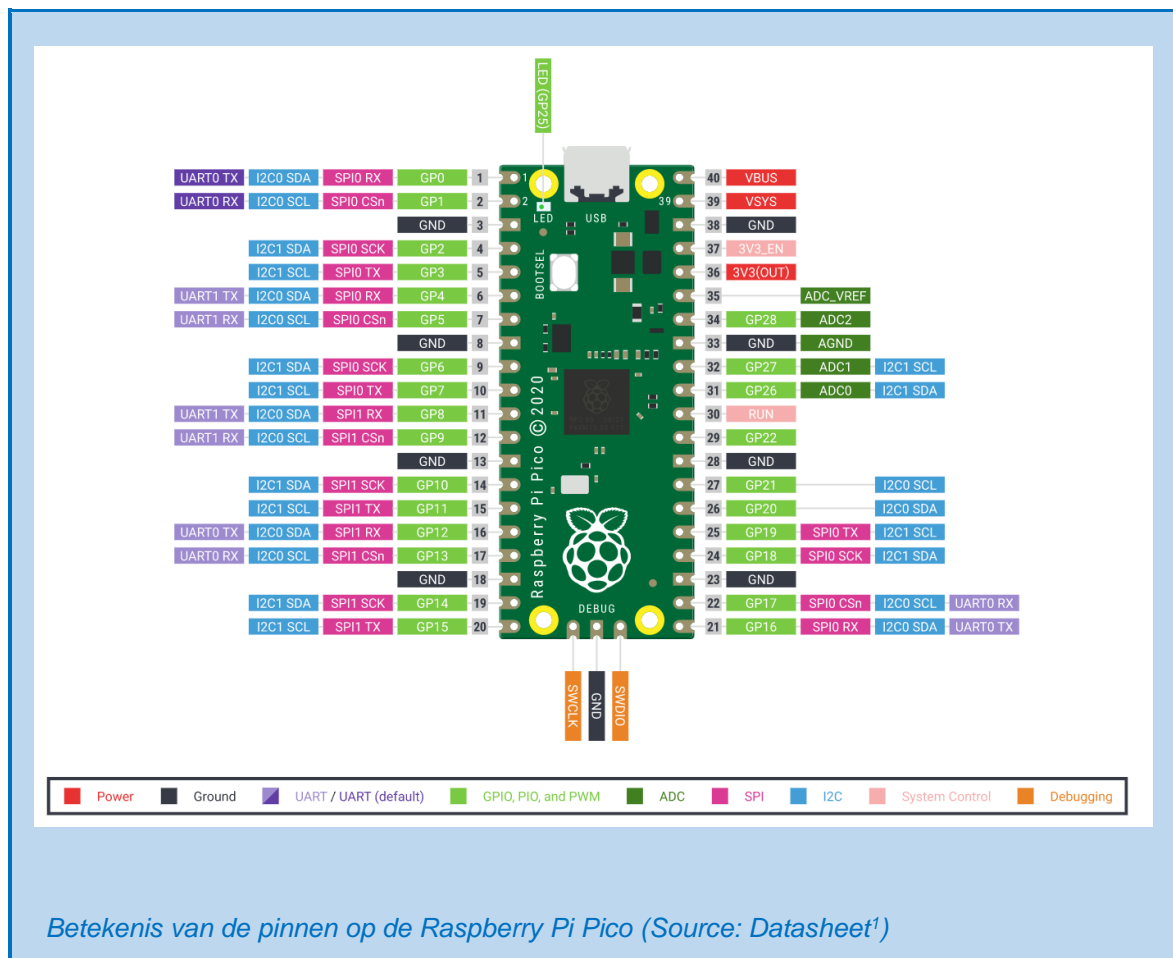 LED (GP25)
UART0 TX I2C0 SDA SPI0 RX GP0 1 1 40 VBUS
UART0 RX I2C0 SCL SPI0 CSn GP1 2 2 39 39 VSYS
LED USB
GND 3 38 GND
I2C1 SDA SPI0 SCK GP2 4 37 3V3_EN
I2C1 SCL SPI0 TX GP3 5 36 3V3(OUT)
BOOTSEL
UART1 TX I2C0 SDA SPI0 RX GP4 6 35 ADC_VREF
UART1 RX I2C0 SCL SPI0 CSn GP5 7 34 GP28 ADC2
GND 8 33 GND AGND
I2C1 SDA SPI0 SCK GP6 9 32 GP27 ADC1 I2C1 SCL
I2C1 SCL SPI0 TX GP7 10 31 GP26 ADC0 I2C1 SDA
UART1 TX I2C0 SDA SPI1 RX GP8 11 30 RUN
UART1 RX I2C0 SCL SPI1 CSn GP9 12 29 GP22
GND 13 28 GND
Raspberry Pi Pico © 2020
I2C1 SDA SPI1 SCK GP10 14 27 GP21 I2C0 SCL
I2C1 SCL SPI1 TX GP11 15 26 GP20 I2C0 SDA
UART0 TX I2C0 SDA SPI1 RX GP12 16 25 GP19 SPI0 TX I2C1 SCL
UART0 RX I2C0 SCL SPI1 CSn GP13 17 24 GP18 SPI0 SCK I2C1 SDA
GND 18 23 GND
DEBUG
I2C1 SDA SPI1 SCK GP14 19 22 GP17 SPI0 CSn I2C0 SCL UART0 RX
I2C1 SCL SPI1 TX GP15 20 21 GP16 SPI0 RX I2C0 SDA UART0 TX
SWCLK GND SWDIO
Power Ground UART / UART (default) GPIO, PIO, and PWM ADC SPI I2C System Control Debugging
Betekenis van de pinnen op de Raspberry Pi Pico (Source: Datasheet¹)